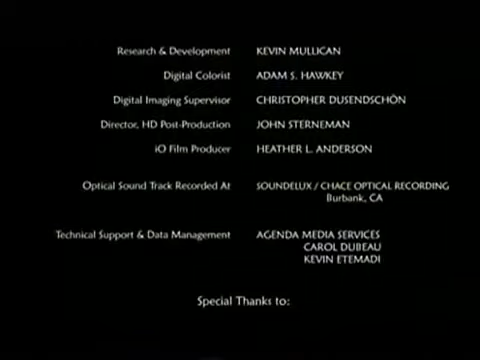 Research & Development KEVIN MULLICAN
Digital Colorist ADAM S. HAWKEY
Digital Imaging Supervisor CHRISTOPHER DUSENDSCHÖN
Director, HD Post-Production JOHN STERNEMAN
iO Film Producer HEATHER L. ANDERSON
Optical Sound Track Recorded At SOUNDELUX / CHACE OPTICAL RECORDING
Burbank, CA
Technical Support & Data Management AGENDA MEDIA SERVICES
CAROL DUBEAU
KEVIN ETEMADI
Special Thanks to: